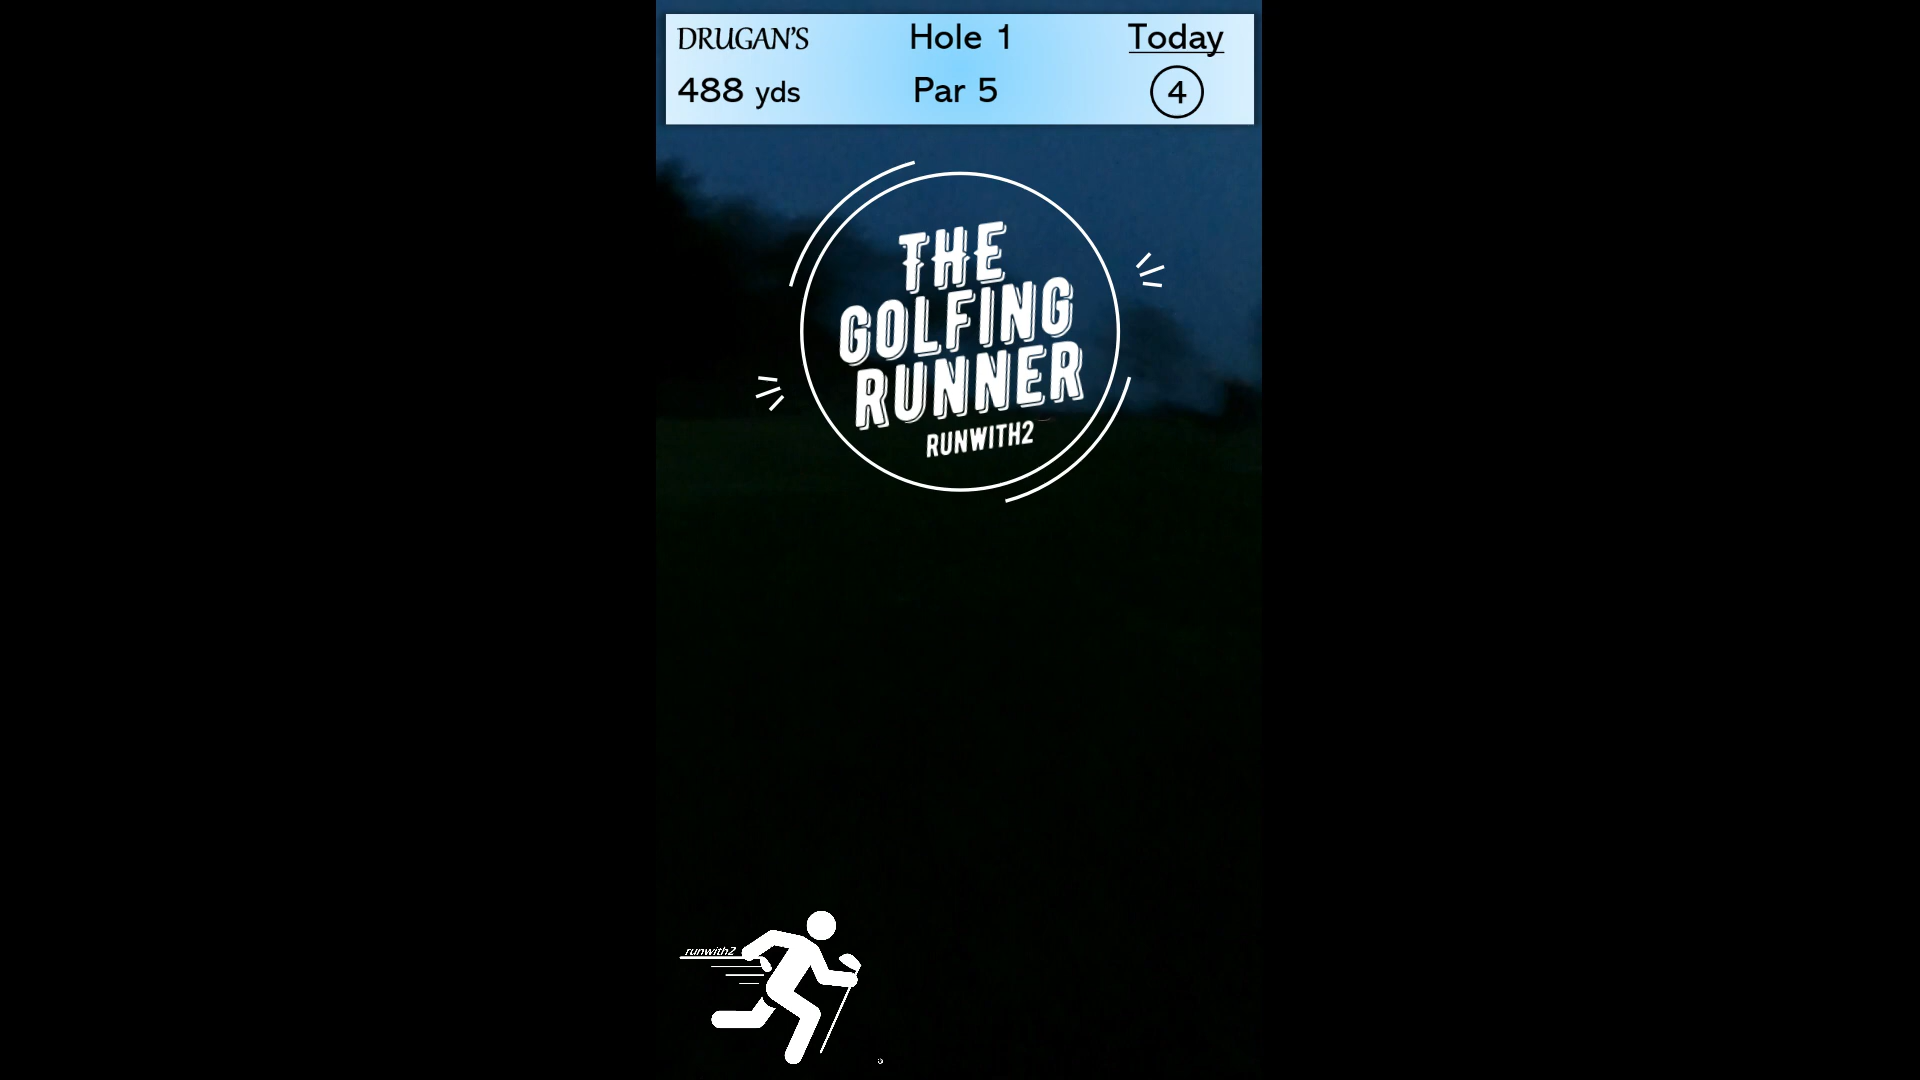 DRUGAN'S Hole 1 Today
488 yds Par 5 4
THE
GOLFING
RUNNER
RUNWITH2
runwith2